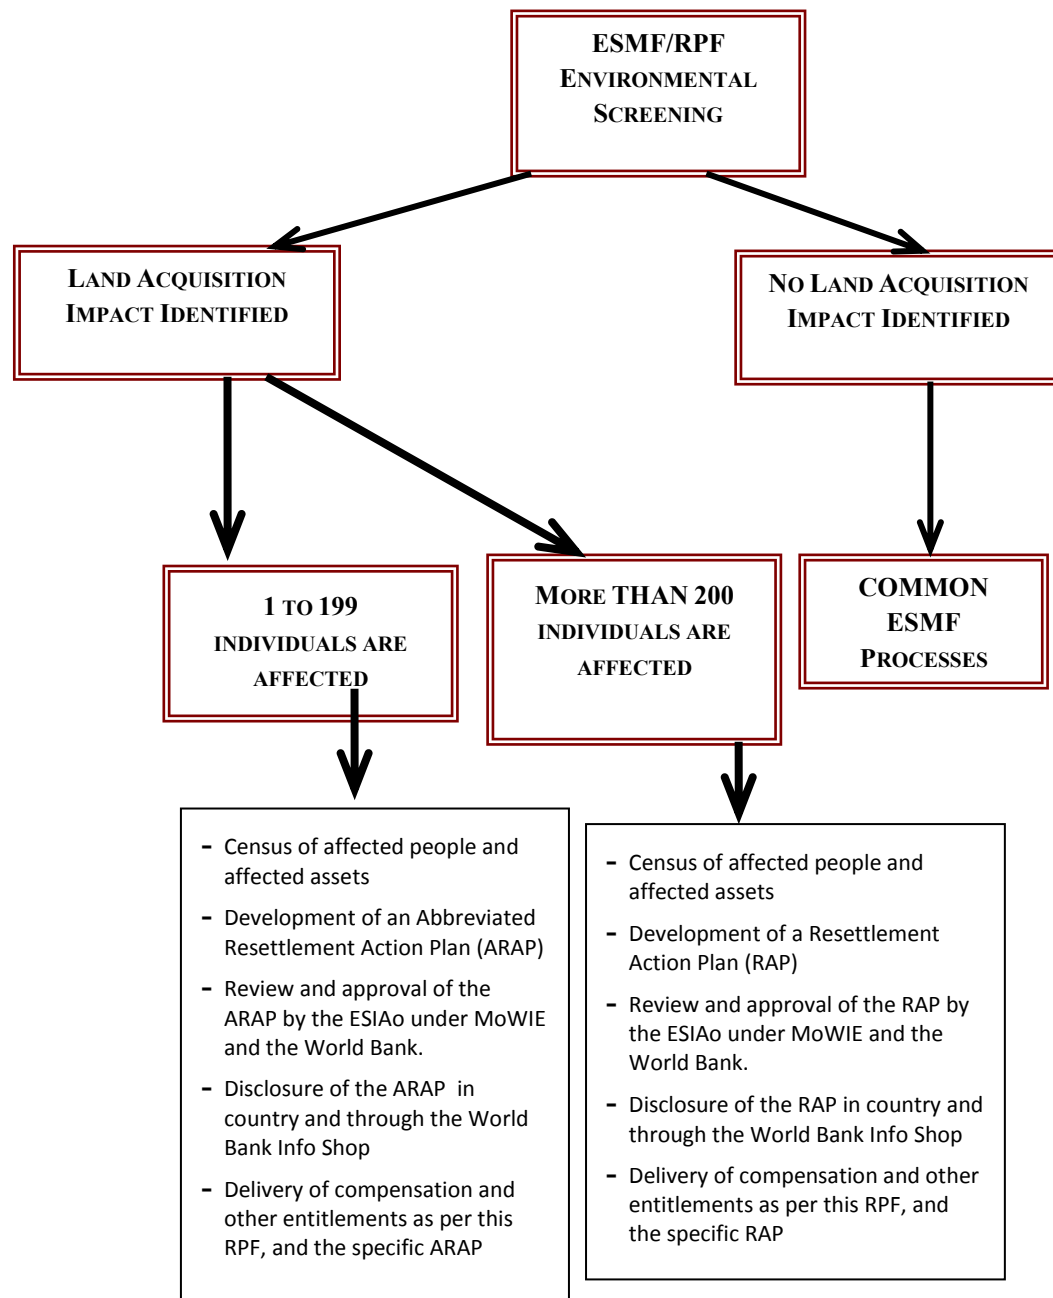 ESMF/RPF
ENVIRONMENTAL
SCREENING
LAND ACQUISITION
IMPACT IDENTIFIED
NO LAND ACQUISITION
IMPACT IDENTIFIED
1 TO 199
INDIVIDUALS ARE
AFFECTED
MORE THAN 200
INDIVIDUALS ARE
AFFECTED
COMMON
ESMF
PROCESSES
- Census of affected people and
affected assets
- Development of an Abbreviated
Resettlement Action Plan (ARAP)
- Review and approval of the
ARAP by the ESIAo under MoWIE
and the World Bank.
- Disclosure of the ARAP in
country and through the World
Bank Info Shop
- Delivery of compensation and
other entitlements as per this
RPF, and the specific ARAP
- Census of affected people and
affected assets
- Development of a Resettlement
Action Plan (RAP)
- Review and approval of the RAP by
the ESIAo under MoWIE and the
World Bank.
- Disclosure of the RAP in country and
through the World Bank Info Shop
- Delivery of compensation and other
entitlements as per this RPF, and
the specific RAP